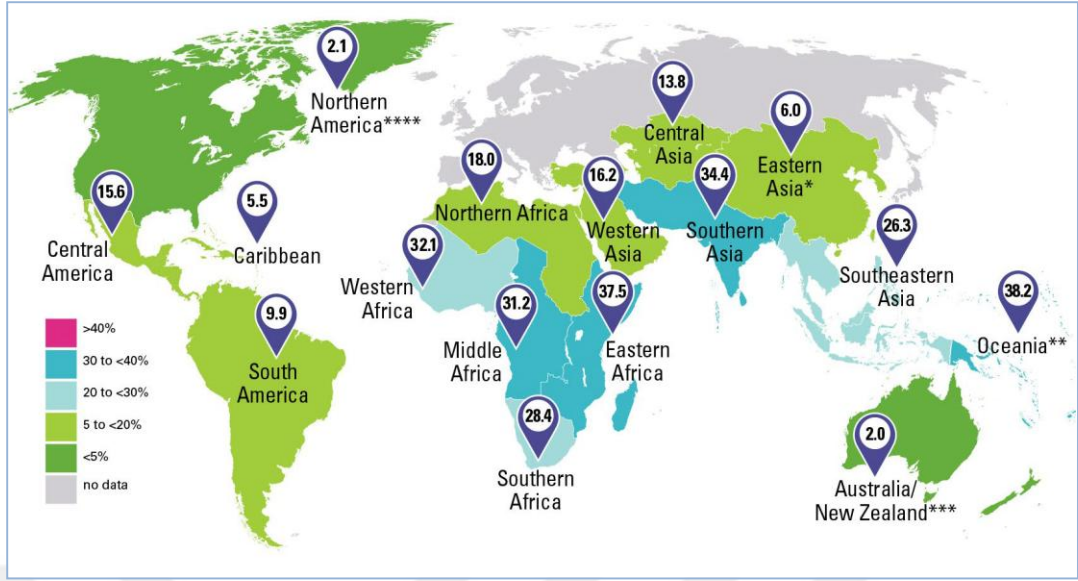 2.1
Northern
America****
13.8
Central
Asia
6.0
Eastern
Asia*
15.6
Central
America
5.5
Caribbean
18.0
Northern Africa
16.2
Western
Asia
34.4
Southern
Asia
32.1
Western
Africa
26.3
Southeastern
Asia
9.9
South
America
31.2
Middle
Africa
37.5
Eastern
Africa
38.2
Oceania**
28.4
Southern
Africa
2.0
Australia/
New Zealand***
>40%
30 to <40%
20 to <30%
5 to <20%
<5%
no data